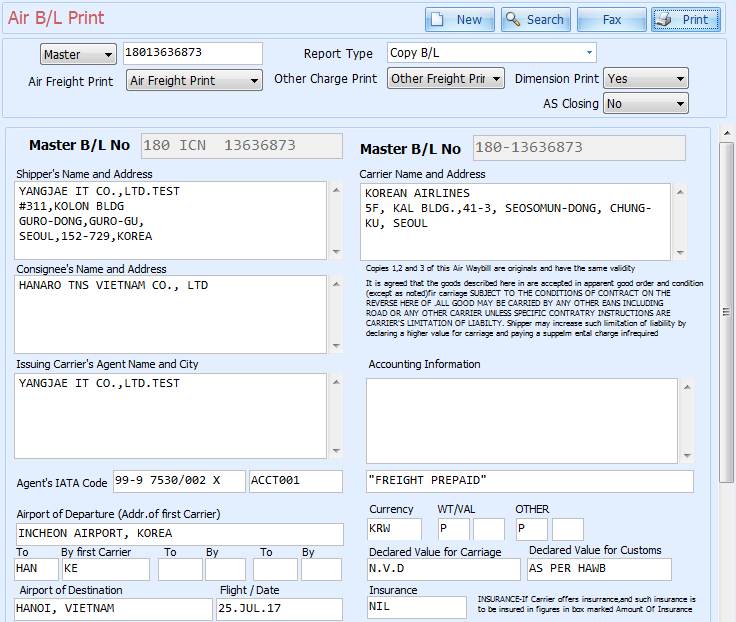 Air B/L Print
New
Search
Fax
Print
Master
18013636873
Report Type
Copy B/L
Air Freight Print
Air Freight Print
Other Charge Print
Other Freight Prir
Dimension Print
Yes
AS Closing
No
Master B/L No
180 ICN 13636873
Master B/L No
180-13636873
Shipper's Name and Address
YANGJAE IT CO.,LTD.TEST
#311,KOLON BLDG
GURO-DONG,GURO-GU,
SEOUL,152-729,KOREA
Carrier Name and Address
KOREAN AIRLINES
5F, KAL BLDG.,41-3, SEOSOMUN-DONG, CHUNG-
KU, SEOUL
Consignee's Name and Address
HANARO TNS VIETNAM CO., LTD
Copies 1,2 and 3 of this Air Waybill are originals and have the same validity
It is agreed that the goods described here in are accepted in apparent good order and condition
(except as noted)fir carriage SUBJECT TO THE CONDITIONS OF CONTRACT ON THE
REVERSE HERE OF .ALL GOOD MAY BE CARRIED BY ANY OTHER EANS INCLUDING
ROAD OR ANY OTHER CARRIER UNLESS SPECIFIC CONTRATRY INSTRUCTIONS ARE
CARRIER'S LIMITATION OF LIABILTY. Shipper may increase such limitation of liability by
declaring a higher value for carriage and paying a suppelm ental charge infrequired
Issuing Carrier's Agent Name and City
YANGJAE IT CO.,LTD.TEST
Accounting Information
Agent's IATA Code
99-9 7530/002 X
ACCT001
"FREIGHT PREPAID"
Airport of Departure (Addr.of first Carrier)
INCHEON AIRPORT, KOREA
Currency
WT/VAL
OTHER
KRW
P
P
To
By first Carrier
To
By
To
By
HAN
KE
Declared Value for Carriage
Declared Value for Customs
N.V.D
AS PER HAWB
Airport of Destination
Flight / Date
HANOI, VIETNAM
25.JUL.17
Insurance
NIL
INSURANCE-If Carrier offers insurrance,and such insurance is
to be insured in figures in box marked Amount Of Insurance